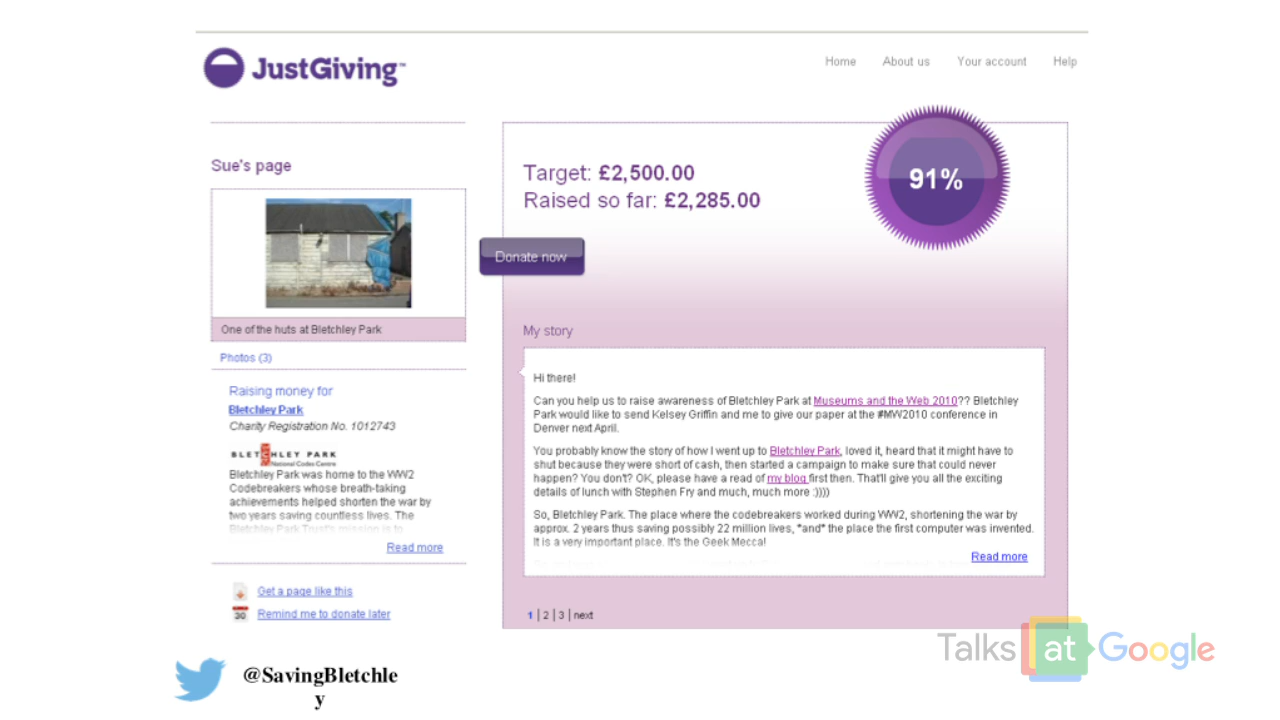 JustGiving™
Home
About us
Your account
Help
Sue's page
One of the huts at Bletchley Park
Photos (3)
Raising money for
Bletchley Park
Charity Registration No. 1012743
BLETCHLEY PARK
National Codes Centre
Bletchley Park was home to the WW2
Codebreakers whose breath-taking
achievements helped shorten the war by
two years saving countless lives. The
Bletchley Park Trust's mission is to
Read more
Get a page like this
30
Remind me to donate later
Target: £2,500.00
Raised so far: £2,285.00
91%
Donate now
My story
Hi there!
Can you help us to raise awareness of Bletchley Park at Museums and the Web 2010?? Bletchley
Park would like to send Kelsey Griffin and me to give our paper at the #MW2010 conference in
Denver next April.
You probably know the story of how I went up to Bletchley Park, loved it, heard that it might have to
shut because they were short of cash, then started a campaign to make sure that could never
happen? You don't? OK, please have a read of my blog first then. That'll give you all the exciting
details of lunch with Stephen Fry and much, much more :))))
So, Bletchley Park. The place where the codebreakers worked during WW2, shortening the war by
approx. 2 years thus saving possibly 22 million lives, *and* the place the first computer was invented.
It is a very important place. It's the Geek Mecca!
Read more
1 | 2 | 3 | next
@SavingBletchle
y
Talks at Google